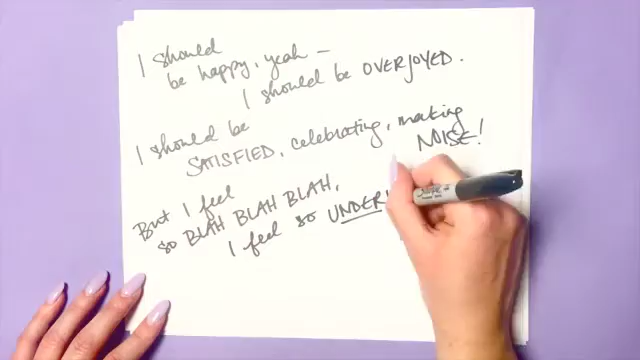 I should
be happy, yeah –
I should be OVERJOYED.
I should be
SATISFIED, celebrating, making
NOISE!
But I feel
so BLAH BLAH BLAH,
I feel so UNDER